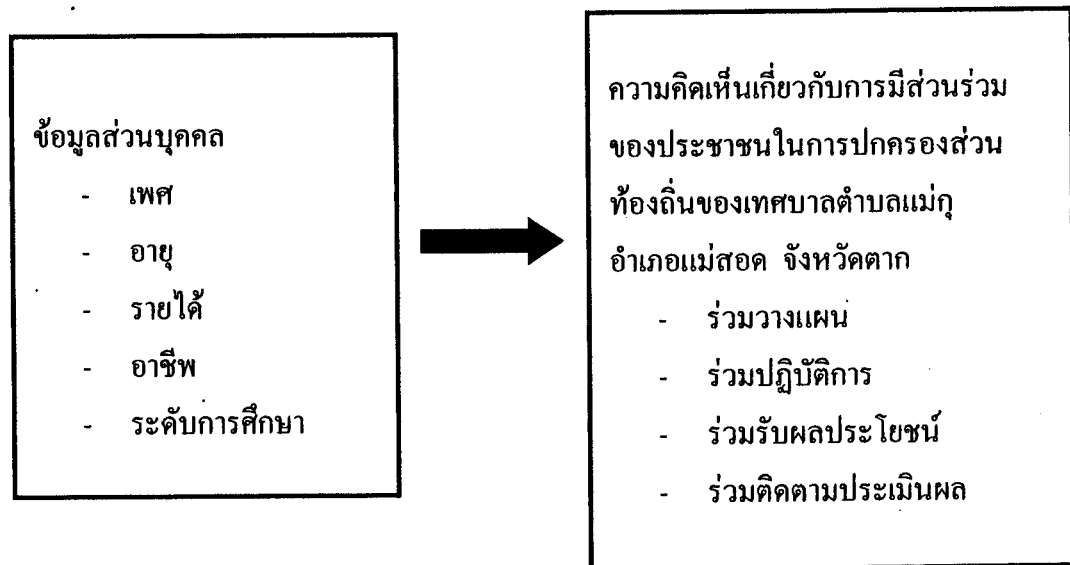 ข้อมูลส่วนบุคคล
- เพศ
- อายุ
- รายได้
- อาชีพ
- ระดับการศึกษา
ความคิดเห็นเกี่ยวกับการมีส่วนร่วม
ของประชาชนในการปกครองส่วน
ท้องถิ่นของเทศบาลตำบลแม่กุ
อำเภอแม่สอด จังหวัดตาก
- ร่วมวางแผน
- ร่วมปฏิบัติการ
- ร่วมรับผลประโยชน์
- ร่วมติดตามประเมินผล